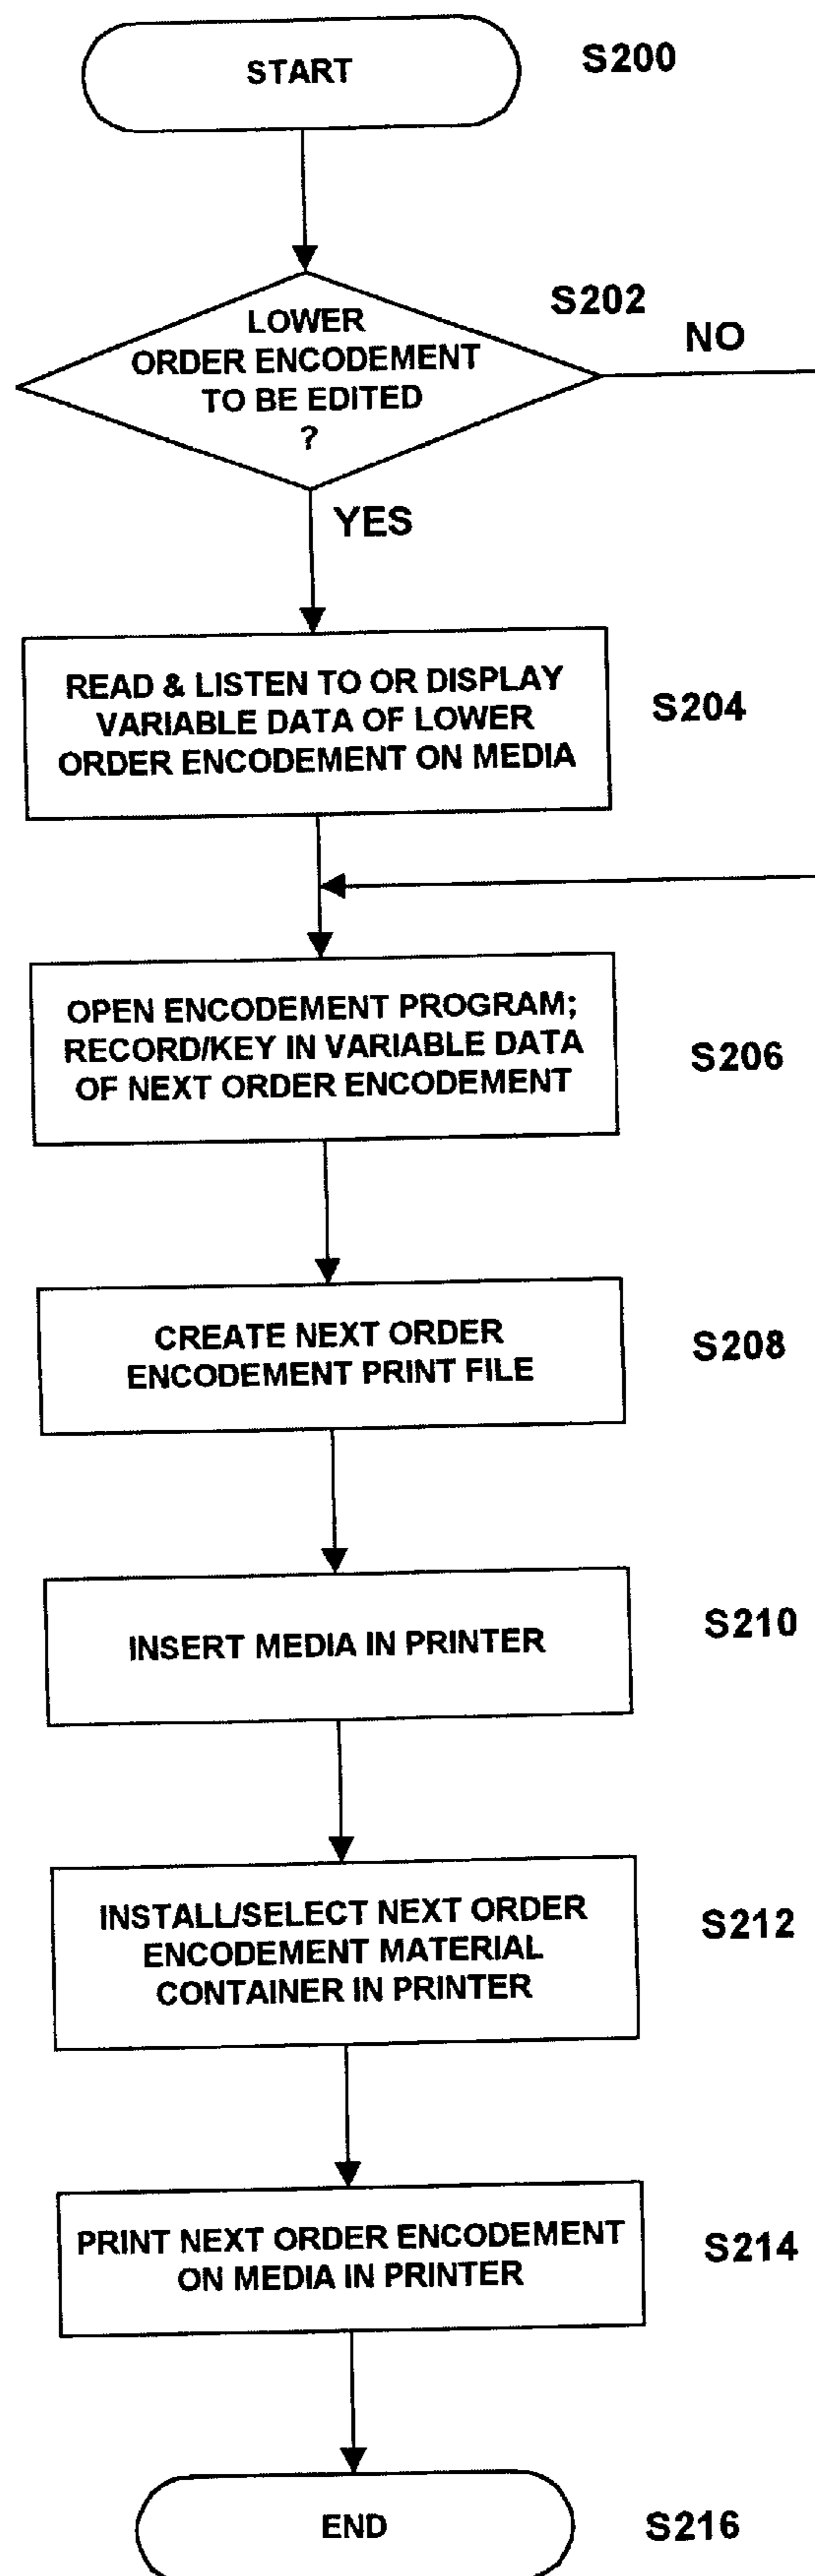 START
S200
LOWER
ORDER ENCODEMENT
TO BE EDITED
?
S202
NO
YES
READ & LISTEN TO OR DISPLAY
VARIABLE DATA OF LOWER
ORDER ENCODEMENT ON MEDIA
S204
OPEN ENCODEMENT PROGRAM;
RECORD/KEY IN VARIABLE DATA
OF NEXT ORDER ENCODEMENT
S206
CREATE NEXT ORDER
ENCODEMENT PRINT FILE
S208
INSERT MEDIA IN PRINTER
S210
INSTALL/SELECT NEXT ORDER
ENCODEMENT MATERIAL
CONTAINER IN PRINTER
S212
PRINT NEXT ORDER ENCODEMENT
ON MEDIA IN PRINTER
S214
END
S216